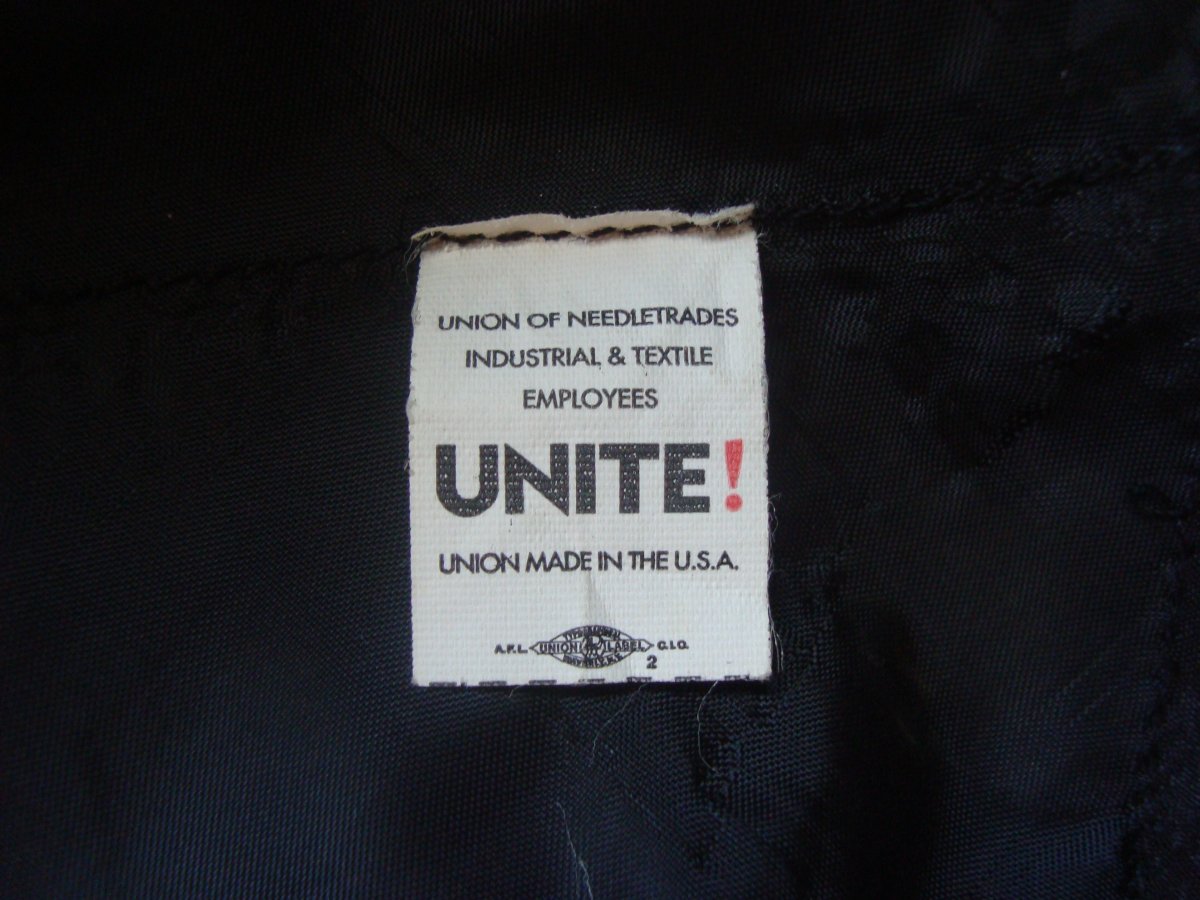 UNION OF NEEDLETRADES
INDUSTRIAL & TEXTILE
EMPLOYEES
UNITE!
UNION MADE IN THE U.S.A.
A.F.L. UNION LABEL C.I.O.
2